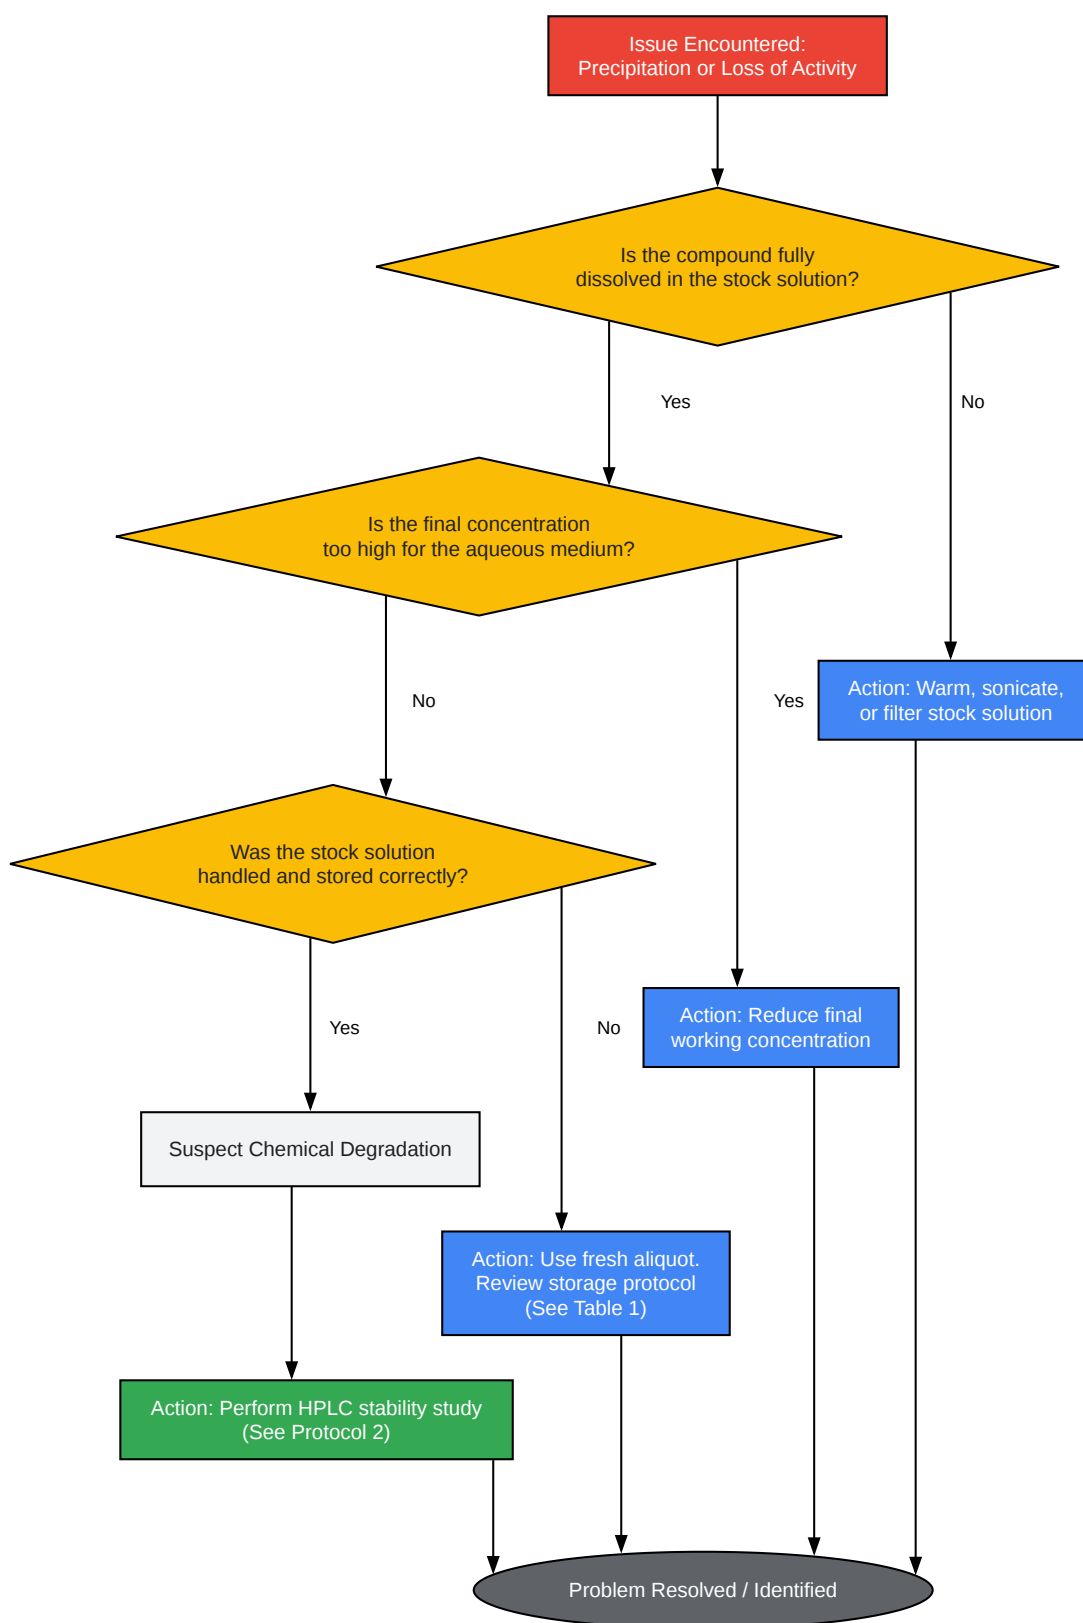 Issue Encountered:
Precipitation or Loss of Activity
Is the compound fully
dissolved in the stock solution?
Yes
No
Is the final concentration
too high for the aqueous medium?
No
Yes
Action: Warm, sonicate,
or filter stock solution
Was the stock solution
handled and stored correctly?
Yes
No
Action: Reduce final
working concentration
Suspect Chemical Degradation
Action: Use fresh aliquot.
Review storage protocol
(See Table 1)
Action: Perform HPLC stability study
(See Protocol 2)
Problem Resolved / Identified